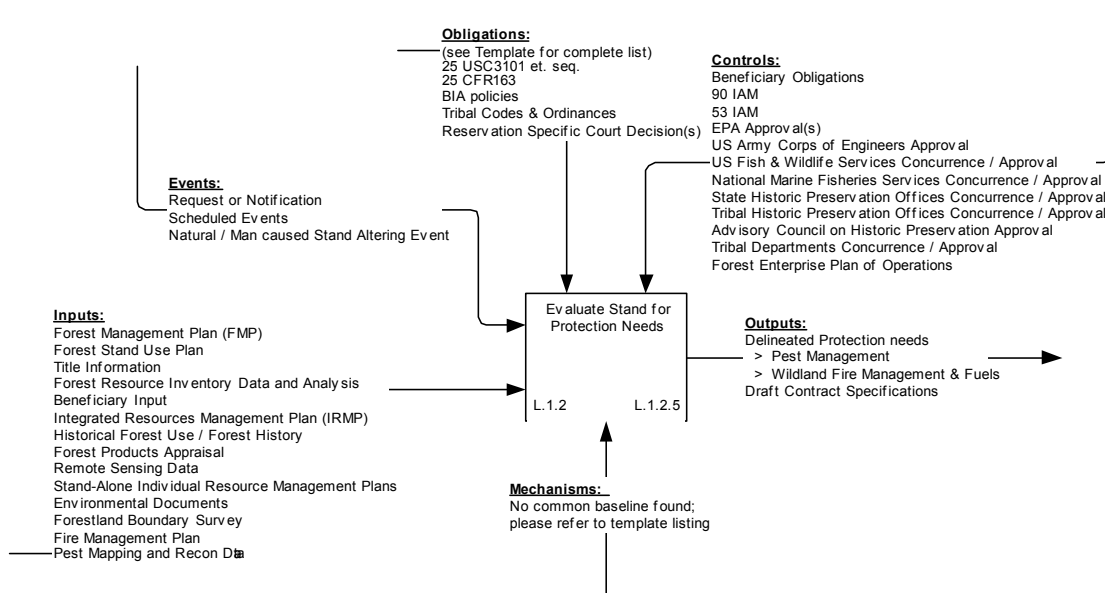 Obligations:
(see Template for complete list)
25 USC3101 et. seq.
25 CFR163
BIA policies
Tribal Codes & Ordinances
Reservation Specific Court Decision(s)
Controls:
Beneficiary Obligations
90 IAM
53 IAM
EPA Approval(s)
US Army Corps of Engineers Approval
US Fish & Wildlife Services Concurrence / Approval
National Marine Fisheries Services Concurrence / Approval
State Historic Preservation Offices Concurrence / Approval
Tribal Historic Preservation Offices Concurrence / Approval
Advisory Council on Historic Preservation Approval
Tribal Departments Concurrence / Approval
Forest Enterprise Plan of Operations
Events:
Request or Notification
Scheduled Events
Natural / Man caused Stand Altering Event
Inputs:
Forest Management Plan (FMP)
Forest Stand Use Plan
Title Information
Forest Resource Inventory Data and Analysis
Beneficiary Input
Integrated Resources Management Plan (IRMP)
Historical Forest Use / Forest History
Forest Products Appraisal
Remote Sensing Data
Stand-Alone Individual Resource Management Plans
Environmental Documents
Forestland Boundary Survey
Fire Management Plan
Pest Mapping and Recon Data
Evaluate Stand for
Protection Needs
L.1.2 L.1.2.5
Outputs:
Delineated Protection needs
> Pest Management
> Wildland Fire Management & Fuels
Draft Contract Specifications
Mechanisms:
No common baseline found;
please refer to template listing